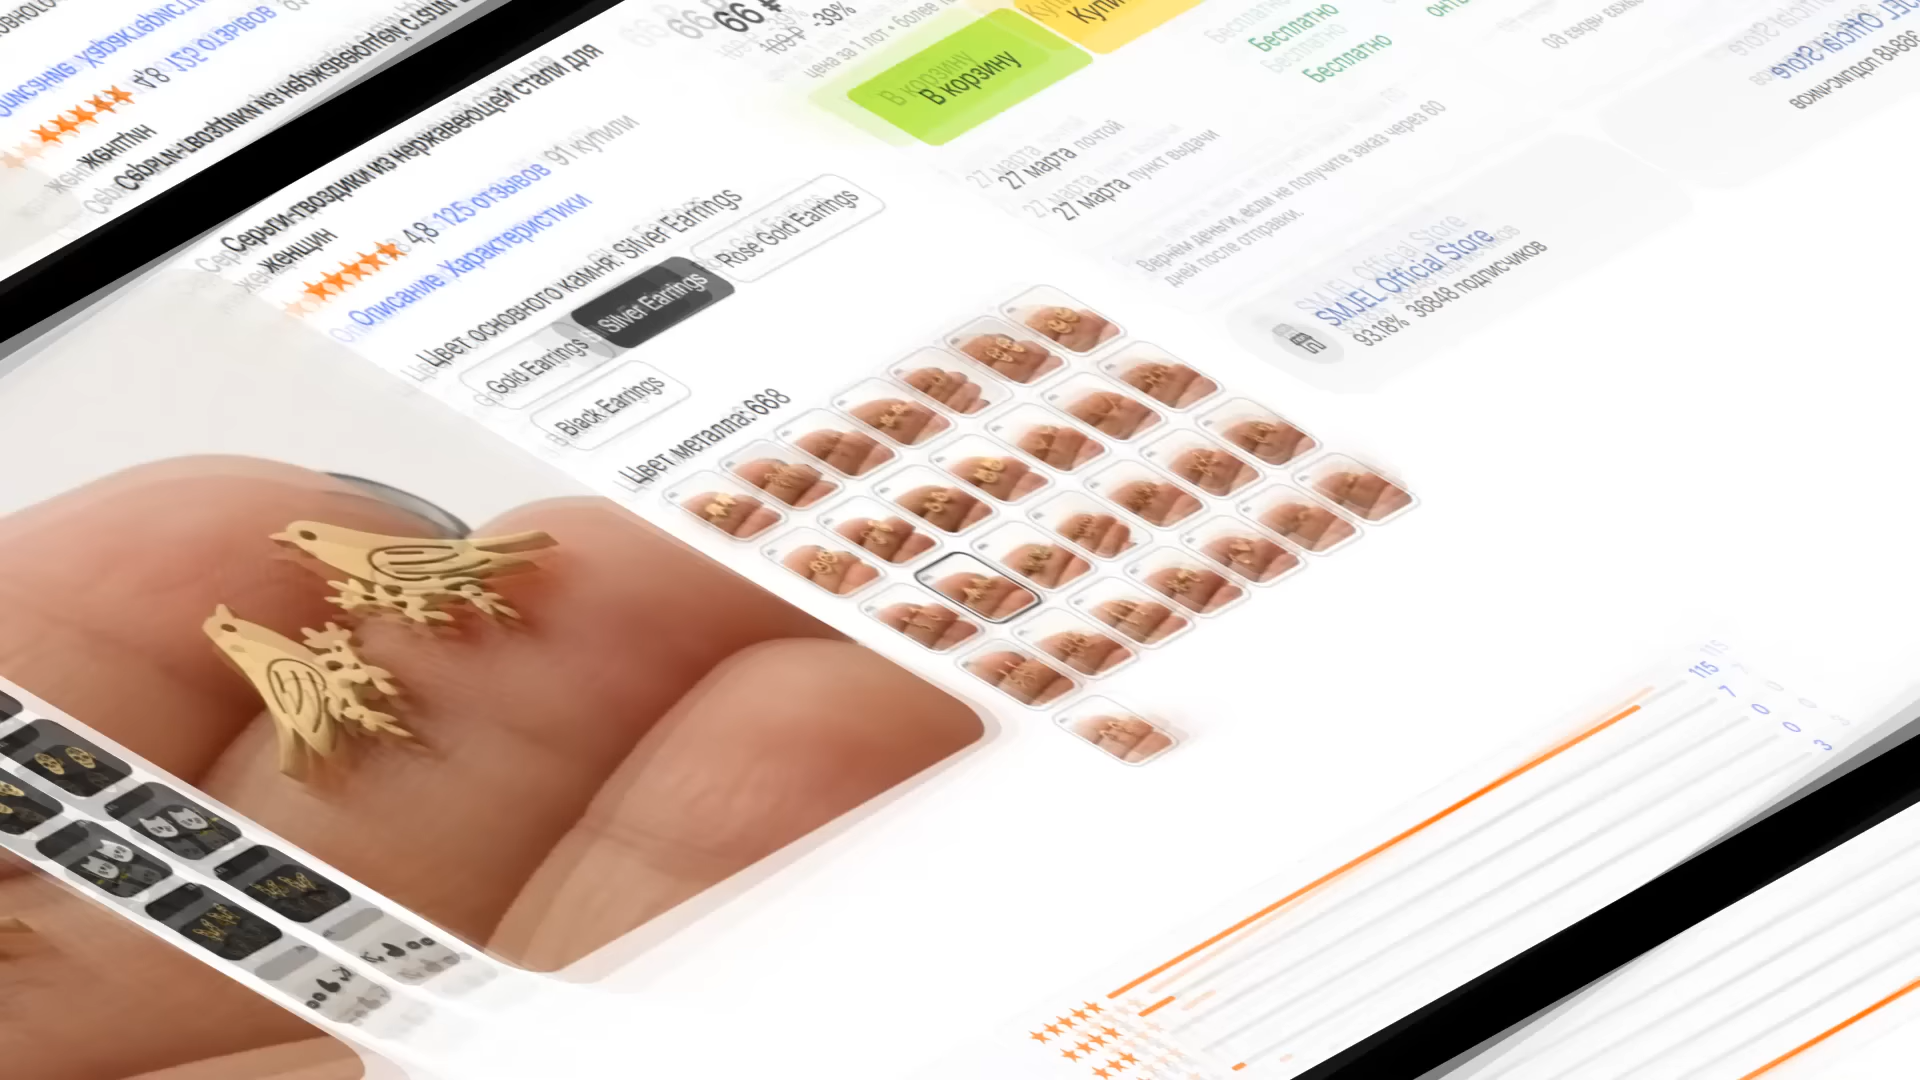 Серьги-гвоздики из нержавеющей стали для
женщин
4,8 125 отзывов 91 купили
Описание Характеристики
Цвет основного камня: Silver Earrings
Gold Earrings
Silver Earrings
Rose Gold Earrings
Black Earrings
Цвет металла: 668
66 ₽
109 ₽ -39%
цена за 1 лот
В корзину
27 марта почтой
Бесплатно
27 марта пункт выдачи
Бесплатно
Вернём деньги, если не получите заказ через 60
дней после отправки.
SMJEL Official Store
93.18% 36848 подписчиков
115
7
0
0
3